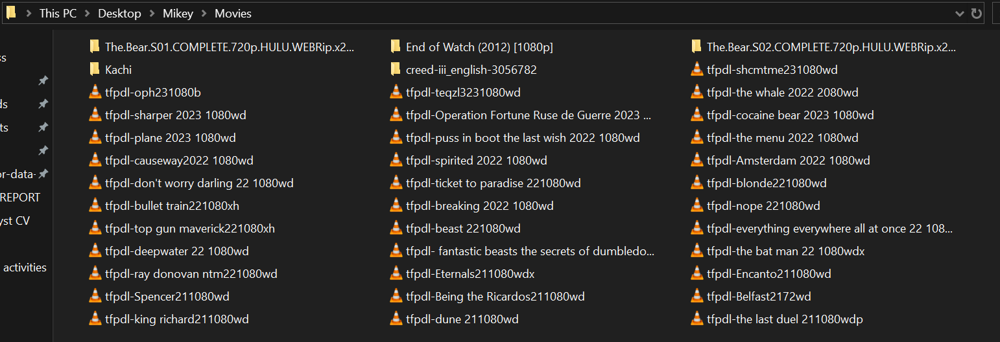 This PC > Desktop > Mikey > Movies
ss
ds
ts
or-data-
REPORT
yst CV
activities
The.Bear.S01.COMPLETE.720p.HULU.WEBRip.x2... End of Watch (2012) [1080p] The.Bear.S02.COMPLETE.720p.HULU.WEBRip.x2...
Kachi creed-iii_english-3056782 tfpdl-shcmtme231080wd
tfpdl-oph231080b tfpdl-teqzl3231080wd tfpdl-the whale 2022 2080wd
tfpdl-sharper 2023 1080wd tfpdl-Operation Fortune Ruse de Guerre 2023 ... tfpdl-cocaine bear 2023 1080wd
tfpdl-plane 2023 1080wd tfpdl-puss in boot the last wish 2022 1080wd tfpdl-the menu 2022 1080wd
tfpdl-causeway2022 1080wd tfpdl-spirited 2022 1080wd tfpdl-Amsterdam 2022 1080wd
tfpdl-don't worry darling 22 1080wd tfpdl-ticket to paradise 221080wd tfpdl-blonde221080wd
tfpdl-bullet train221080xh tfpdl-breaking 2022 1080wd tfpdl-nope 221080wd
tfpdl-top gun maverick221080xh tfpdl-beast 221080wd tfpdl-everything everywhere all at once 22 108...
tfpdl-deepwater 22 1080wd tfpdl- fantastic beasts the secrets of dumbledo... tfpdl-the bat man 22 1080wdx
tfpdl-ray donovan ntm221080wd tfpdl-Eternals211080wdx tfpdl-Encanto211080wd
tfpdl-Spencer211080wd tfpdl-Being the Ricardos211080wd tfpdl-Belfast2172wd
tfpdl-king richard211080wd tfpdl-dune 211080wd tfpdl-the last duel 211080wdp